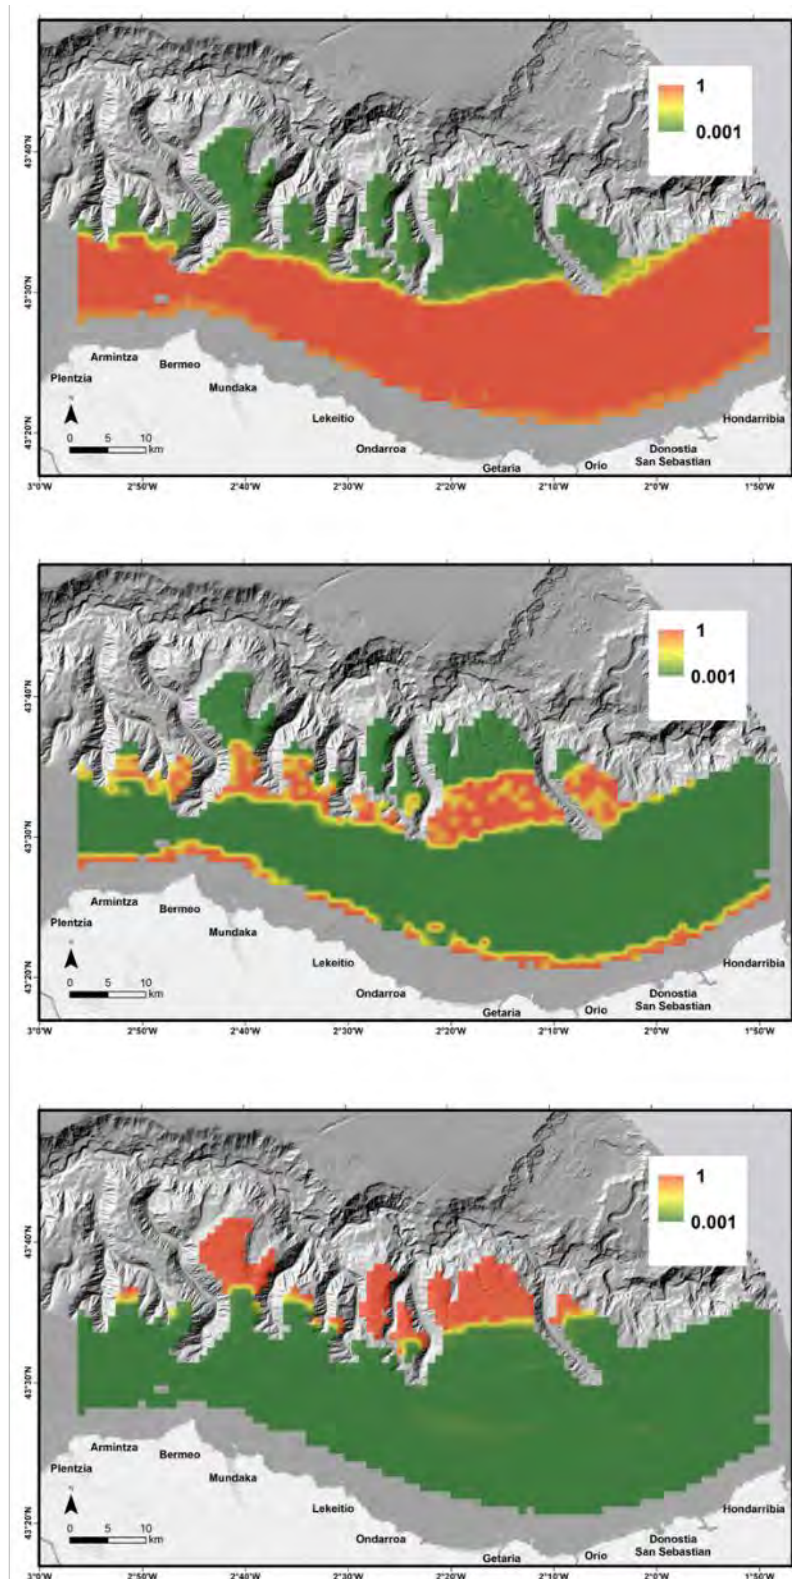 1
0.001
43°40'N
43°30'N
43°20'N
Plentzia
Armintza
Bermeo
Mundaka
Lekeitio
Ondarroa
Getaria
Orio
Donostia
San Sebastian
Hondarribia
N
0 5 10
km
3°0'W 2°50'W 2°40'W 2°30'W 2°20'W 2°10'W 2°0'W 1°50'W
1
0.001
43°40'N
43°30'N
43°20'N
Plentzia
Armintza
Bermeo
Mundaka
Lekeitio
Ondarroa
Getaria
Orio
Donostia
San Sebastian
Hondarribia
N
0 5 10
km
3°0'W 2°50'W 2°40'W 2°30'W 2°20'W 2°10'W 2°0'W 1°50'W
1
0.001
43°40'N
43°30'N
43°20'N
Plentzia
Armintza
Bermeo
Mundaka
Lekeitio
Ondarroa
Getaria
Orio
Donostia
San Sebastian
Hondarribia
N
0 5 10
km
3°0'W 2°50'W 2°40'W 2°30'W 2°20'W 2°10'W 2°0'W 1°50'W